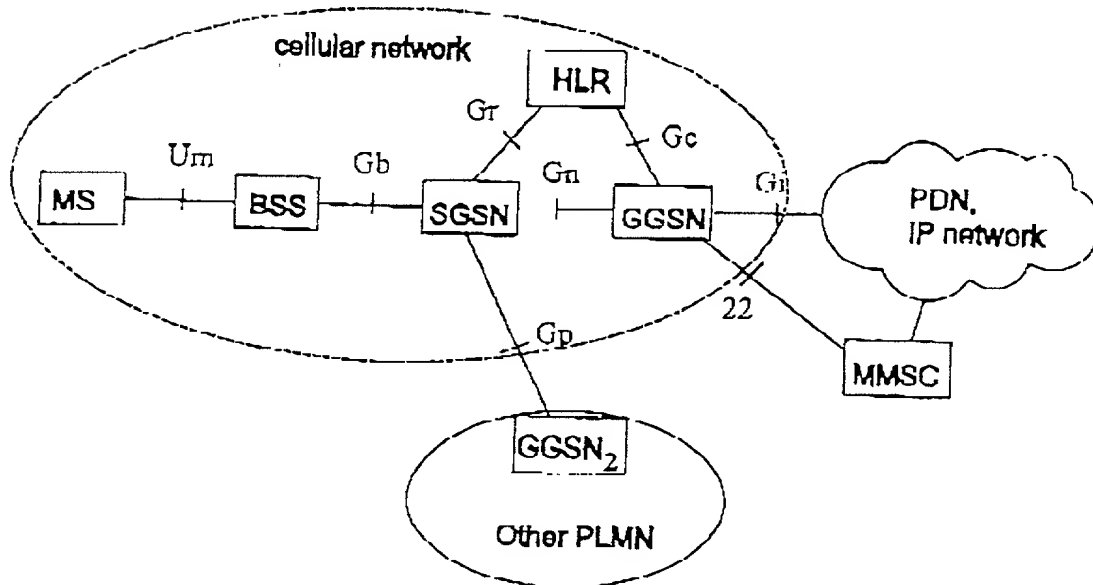 cellular network
HLR
Gr
Gc
Um
Gb
Gn
Gi
MS
BSS
SGSN
GGSN
PDN,
IP network
22
Gp
MMSC
GGSN2
Other PLMN